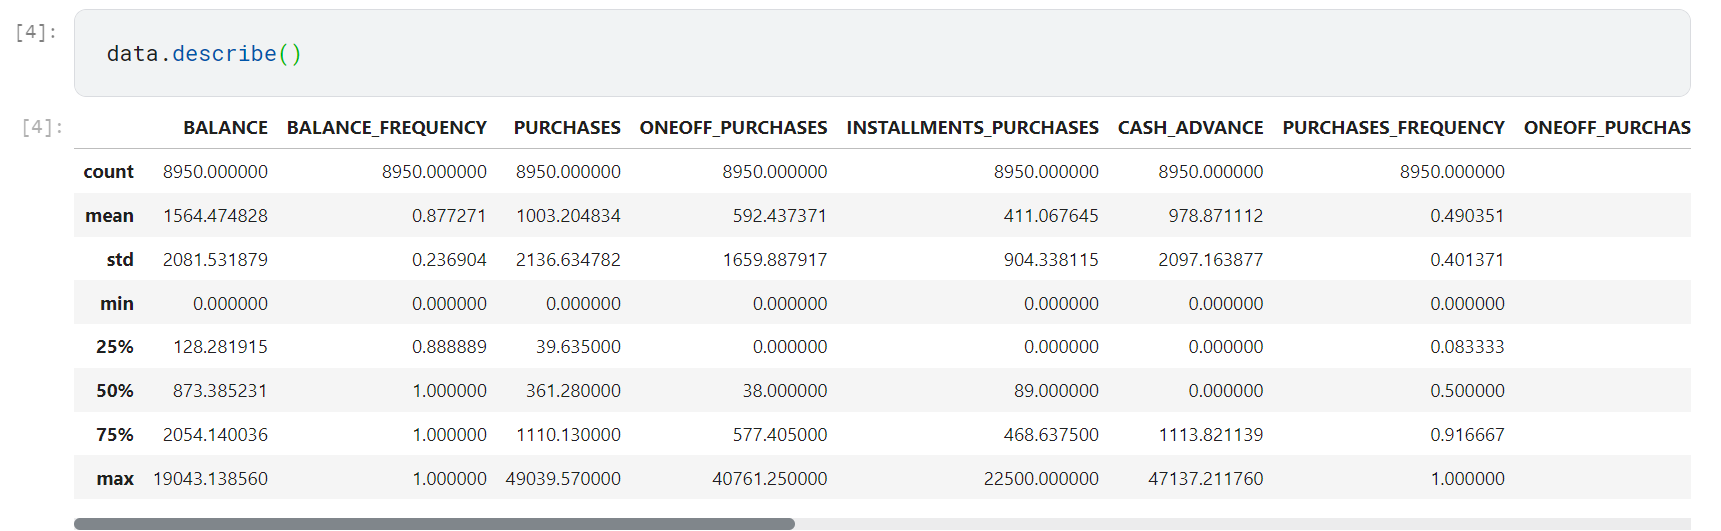 [4]:
data.describe()
[4]:
BALANCE BALANCE_FREQUENCY PURCHASES ONEOFF_PURCHASES INSTALLMENTS_PURCHASES CASH_ADVANCE PURCHASES_FREQUENCY ONEOFF_PURCHAS
count 8950.000000 8950.000000 8950.000000 8950.000000 8950.000000 8950.000000 8950.000000
mean 1564.474828 0.877271 1003.204834 592.437371 411.067645 978.871112 0.490351
std 2081.531879 0.236904 2136.634782 1659.887917 904.338115 2097.163877 0.401371
min 0.000000 0.000000 0.000000 0.000000 0.000000 0.000000 0.000000
25% 128.281915 0.888889 39.635000 0.000000 0.000000 0.000000 0.083333
50% 873.385231 1.000000 361.280000 38.000000 89.000000 0.000000 0.500000
75% 2054.140036 1.000000 1110.130000 577.405000 468.637500 1113.821139 0.916667
max 19043.138560 1.000000 49039.570000 40761.250000 22500.000000 47137.211760 1.000000